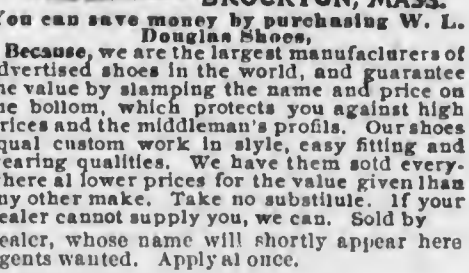 BROCKTON, MASS.
You can save money by purchasing W. L.
Douglas Shoes,
Because, we are the largest manufacturers of
dvertised shoes in the world, and guarantee
he value by slamping the name and price on
he bollom, which protects you against high
rices and the middleman's profils. Our shoes
qual custom work in slyle, easy fitting and
earing qualities. We have them sotd every-
here al lower prices for the value given lhan
ny other make. Take no substilule. If your
ealer cannot supply you, we can. Sold by
ealer, whose name will shortly appear here
gents wanted. Apply al once.